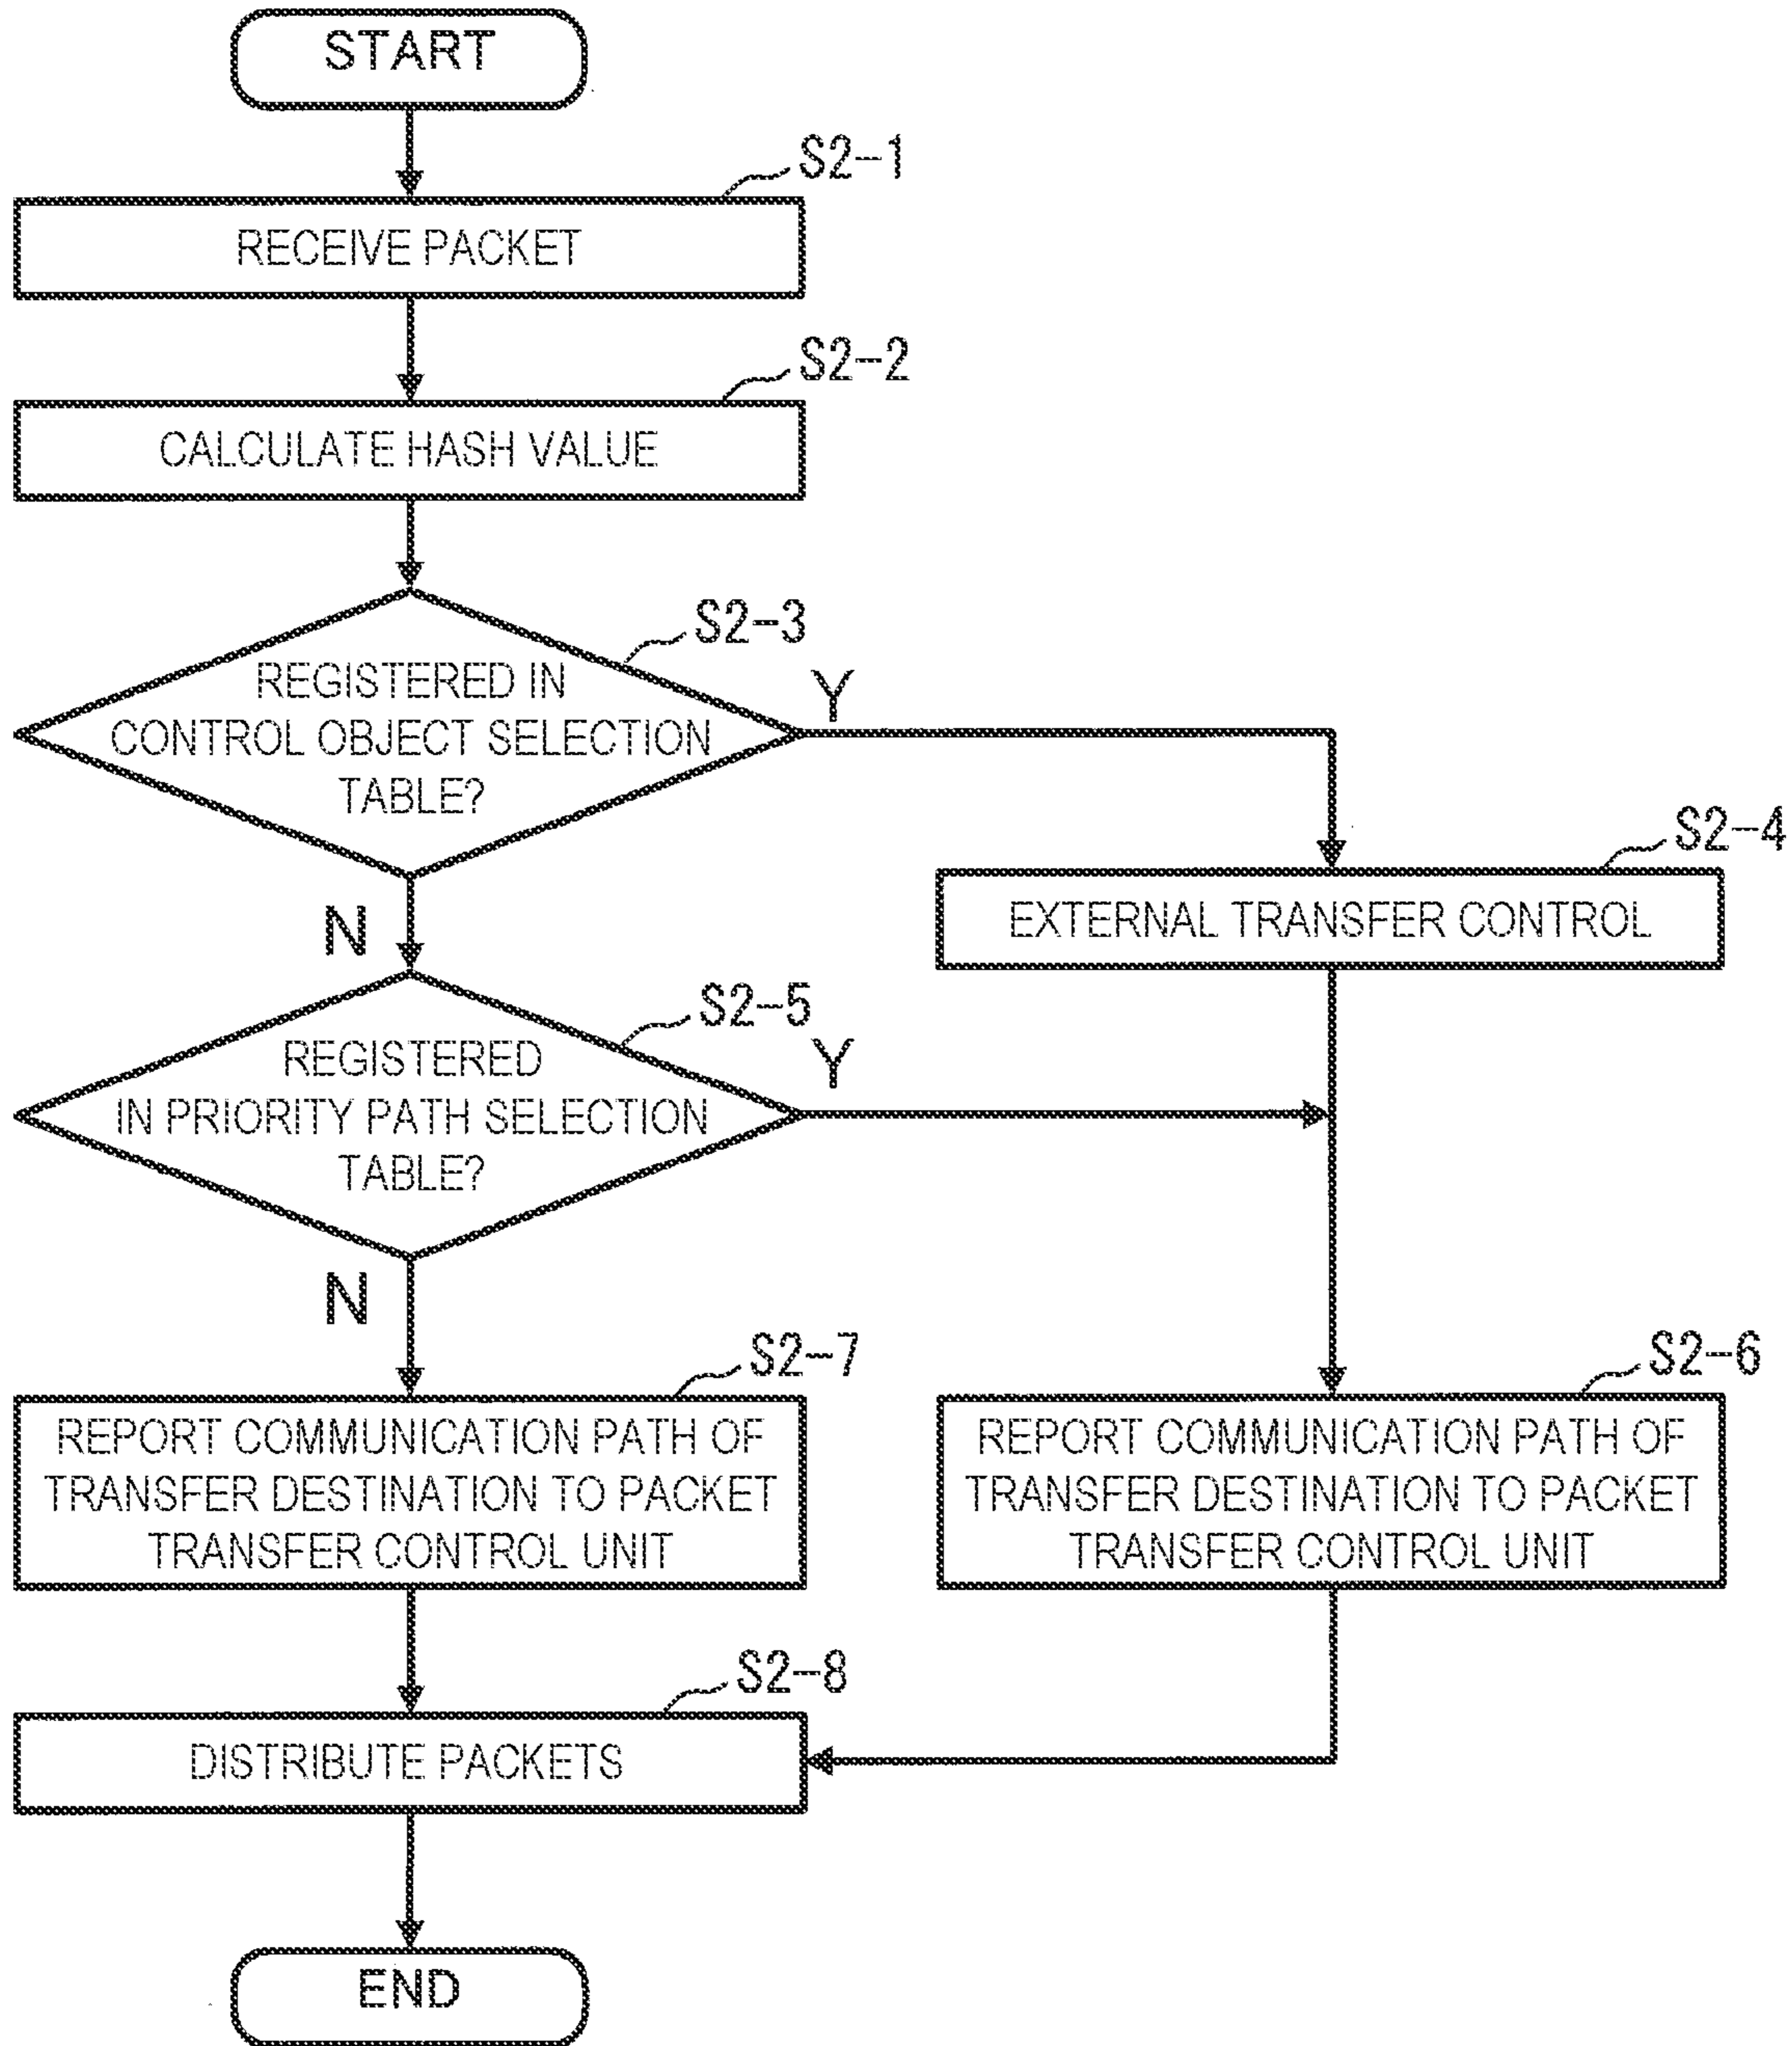 START
S2-1
RECEIVE PACKET
S2-2
CALCULATE HASH VALUE
S2-3
REGISTERED IN
CONTROL OBJECT SELECTION
TABLE?
Y
S2-4
EXTERNAL TRANSFER CONTROL
N
S2-5
REGISTERED
IN PRIORITY PATH SELECTION
TABLE?
Y
N
S2-7
REPORT COMMUNICATION PATH OF
TRANSFER DESTINATION TO PACKET
TRANSFER CONTROL UNIT
S2-6
REPORT COMMUNICATION PATH OF
TRANSFER DESTINATION TO PACKET
TRANSFER CONTROL UNIT
S2-8
DISTRIBUTE PACKETS
END